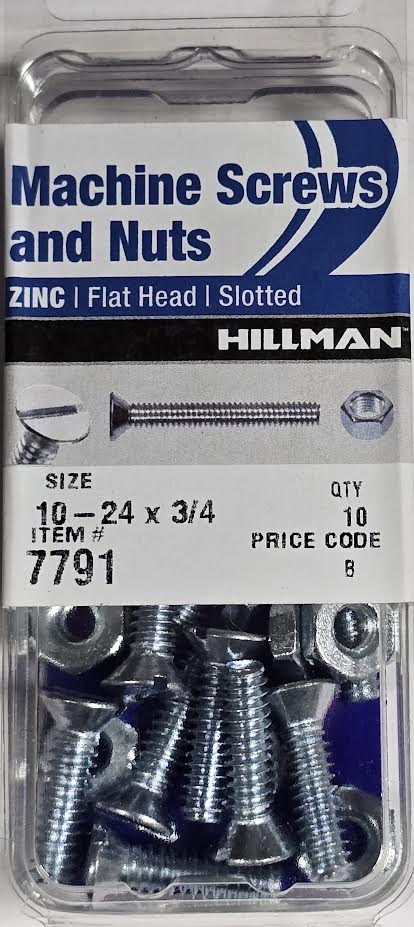 Machine Screws
and Nuts
ZINC | Flat Head | Slotted
HILLMAN
SIZE
10-24 x 3/4
QTY
10
ITEM #
7791
PRICE CODE
B